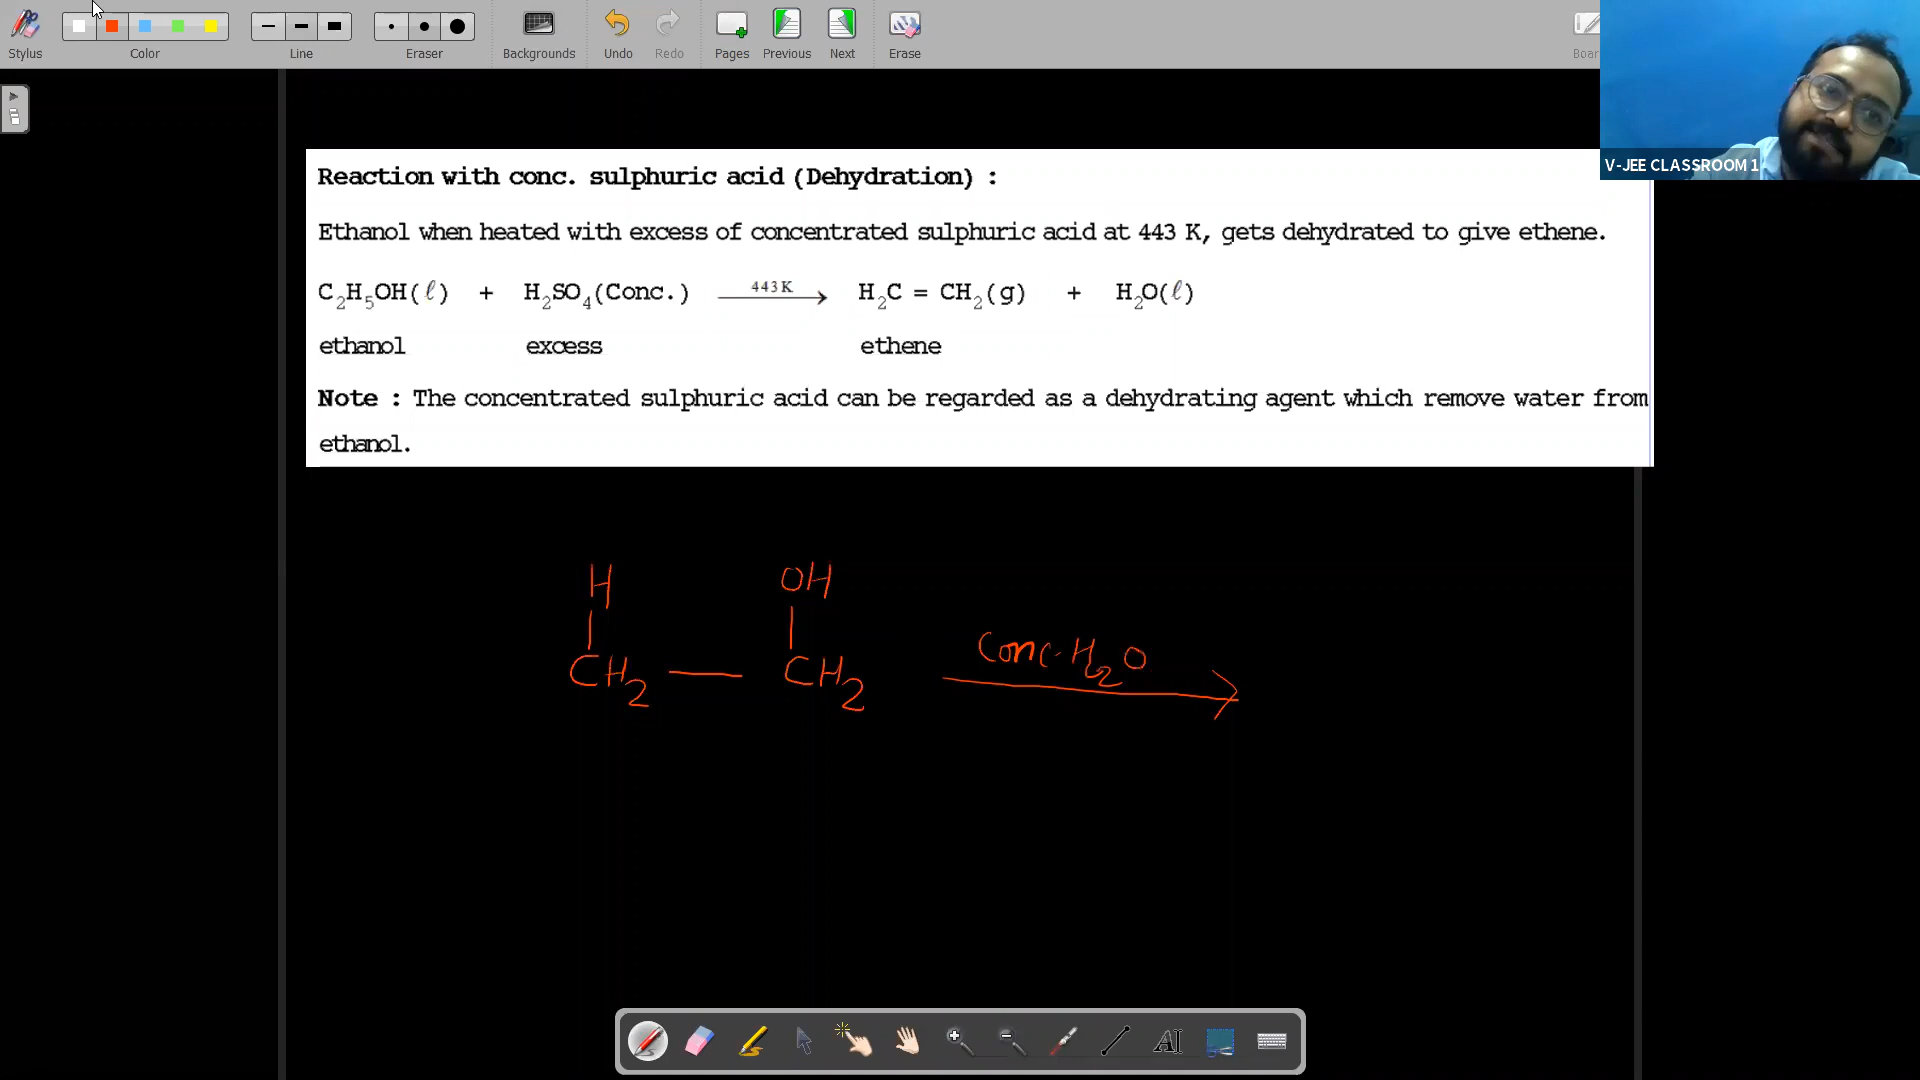 Stylus Color Line Eraser Backgrounds Undo Redo Pages Previous Next Erase
V-JEE CLASSROOM 1
Reaction with conc. sulphuric acid (Dehydration) :
Ethanol when heated with excess of concentrated sulphuric acid at 443 K, gets dehydrated to give ethene.
C₂H₅OH(ℓ) + H₂SO₄(Conc.) 443K → H₂C = CH₂(g) + H₂O(ℓ)
ethanol excess ethene
Note : The concentrated sulphuric acid can be regarded as a dehydrating agent which remove water from
ethanol.
H OH
CH₂ — CH₂ Conc. H₂O →